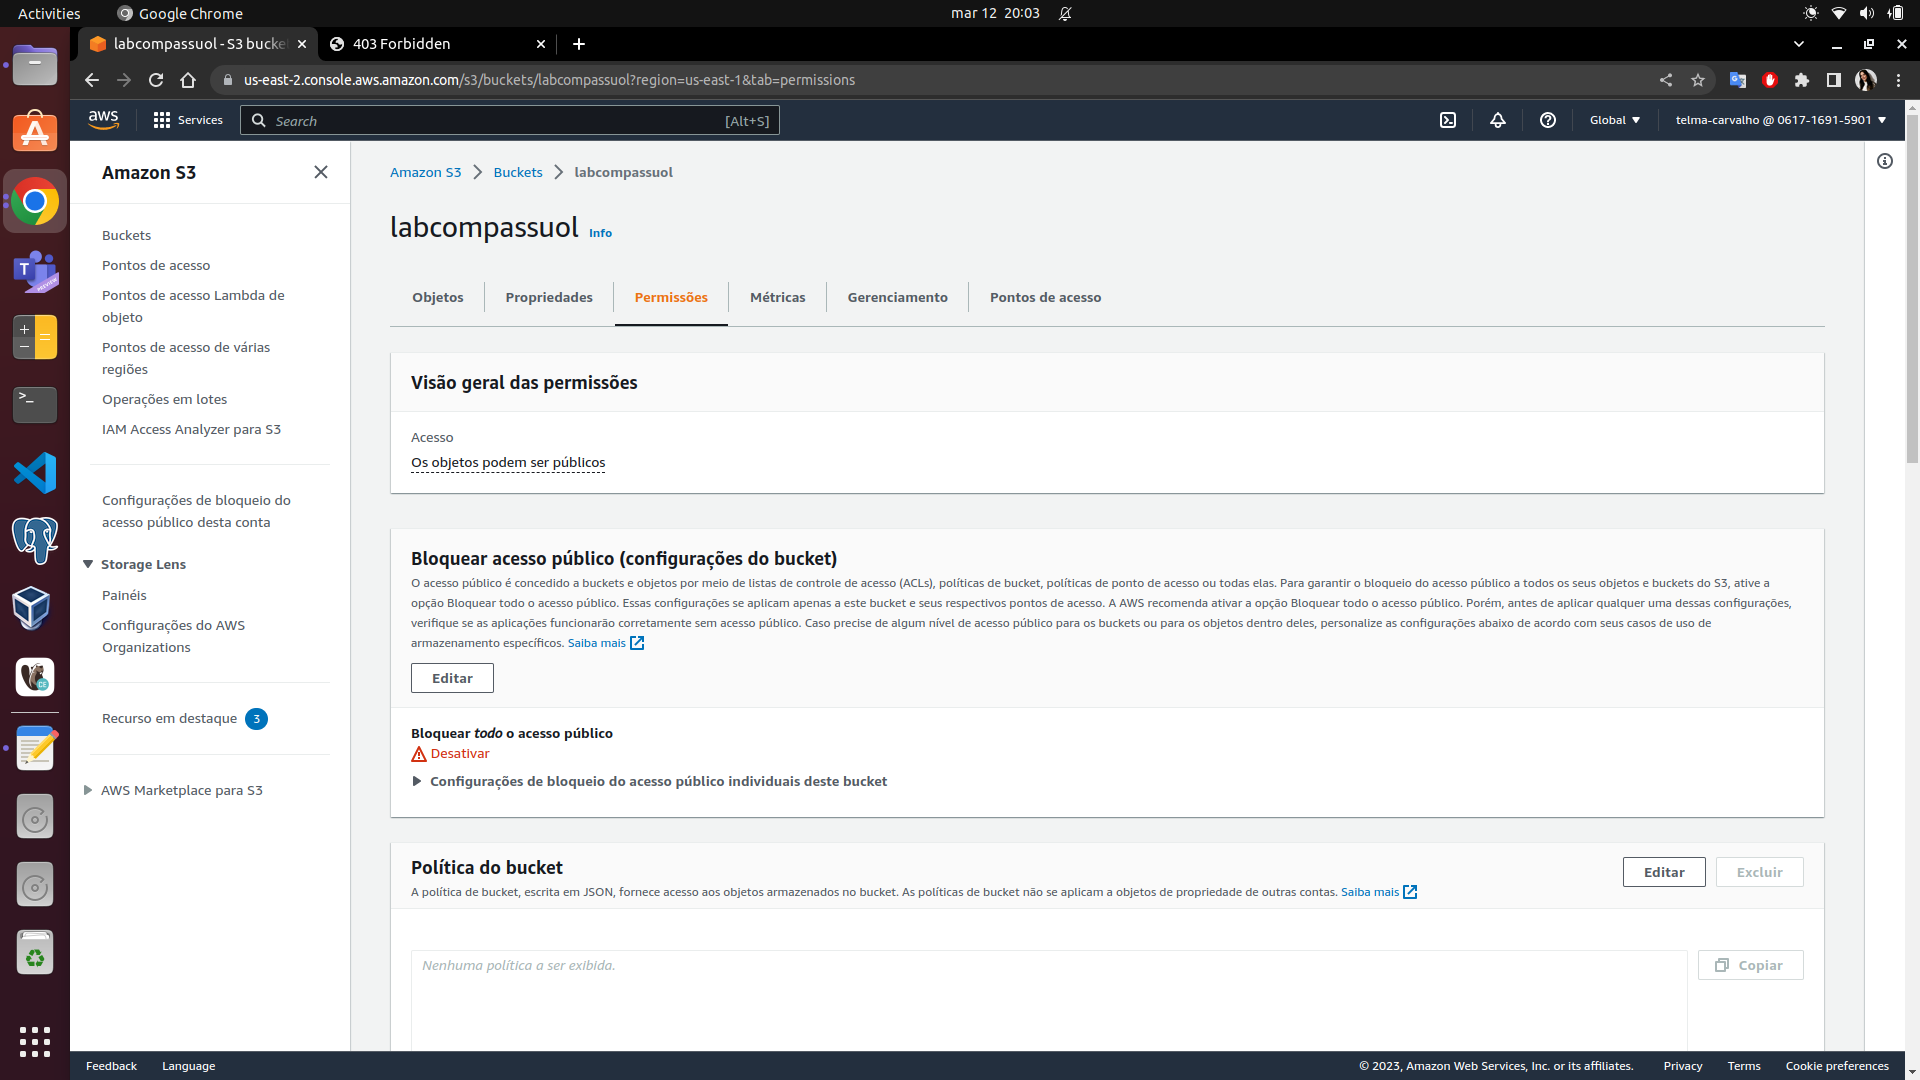 Activities
Google Chrome
mar 12 20:03
labcompassuol - S3 bucke
403 Forbidden
us-east-2.console.aws.amazon.com/s3/buckets/labcompassuol?region=us-east-1&tab=permissions
aws
Services
Search
[Alt+S]
Global
telma-carvalho @ 0617-1691-5901
Amazon S3
Buckets
Pontos de acesso
Pontos de acesso Lambda de
objeto
Pontos de acesso de várias
regiões
Operações em lotes
IAM Access Analyzer para S3
Configurações de bloqueio do
acesso público desta conta
Storage Lens
Painéis
Configurações do AWS
Organizations
Recurso em destaque 3
AWS Marketplace para S3
Amazon S3
Buckets
labcompassuol
labcompassuol Info
Objetos
Propriedades
Permissões
Métricas
Gerenciamento
Pontos de acesso
Visão geral das permissões
Acesso
Os objetos podem ser públicos
Bloquear acesso público (configurações do bucket)
O acesso público é concedido a buckets e objetos por meio de listas de controle de acesso (ACLs), políticas de bucket, políticas de ponto de acesso ou todas elas. Para garantir o bloqueio do acesso público a todos os seus objetos e buckets do S3, ative a
opção Bloquear todo o acesso público. Essas configurações se aplicam apenas a este bucket e seus respectivos pontos de acesso. A AWS recomenda ativar a opção Bloquear todo o acesso público. Porém, antes de aplicar qualquer uma dessas configurações,
verifique se as aplicações funcionarão corretamente sem acesso público. Caso precise de algum nível de acesso público para os buckets ou para os objetos dentro deles, personalize as configurações abaixo de acordo com seus casos de uso de
armazenamento específicos. Saiba mais
Editar
Bloquear todo o acesso público
Desativar
Configurações de bloqueio do acesso público individuais deste bucket
Política do bucket
A política de bucket, escrita em JSON, fornece acesso aos objetos armazenados no bucket. As políticas de bucket não se aplicam a objetos de propriedade de outras contas. Saiba mais
Editar
Excluir
Nenhuma política a ser exibida.
Copiar
Feedback
Language
© 2023, Amazon Web Services, Inc. or its affiliates.
Privacy
Terms
Cookie preferences